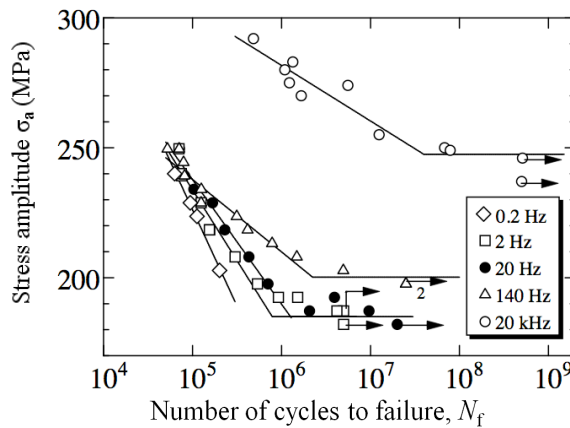 300
250
200
Stress amplitude σa (MPa)
2
0.2 Hz
2 Hz
20 Hz
140 Hz
20 kHz
10^4 10^5 10^6 10^7 10^8 10^9
Number of cycles to failure, Nf